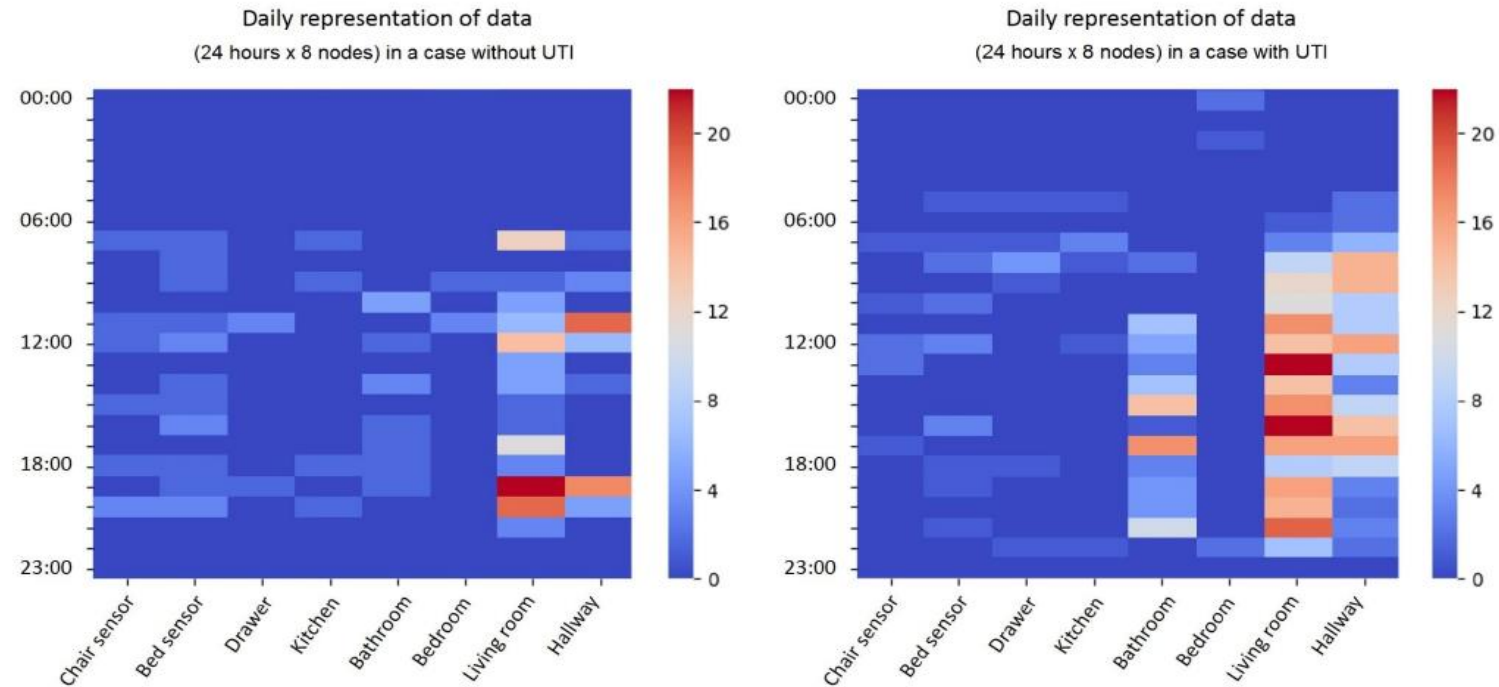 Daily representation of data
(24 hours x 8 nodes) in a case without UTI
00:00
06:00
12:00
18:00
23:00
20
16
12
8
4
0
Chair sensor
Bed sensor
Drawer
Kitchen
Bathroom
Bedroom
Living room
Hallway
Daily representation of data
(24 hours x 8 nodes) in a case with UTI
00:00
06:00
12:00
18:00
23:00
20
16
12
8
4
0
Chair sensor
Bed sensor
Drawer
Kitchen
Bathroom
Bedroom
Living room
Hallway